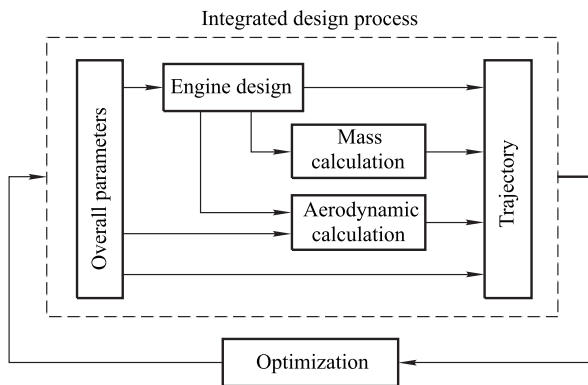 Integrated design process
Overall parameters
Engine design
Mass
calculation
Aerodynamic
calculation
Trajectory
Optimization